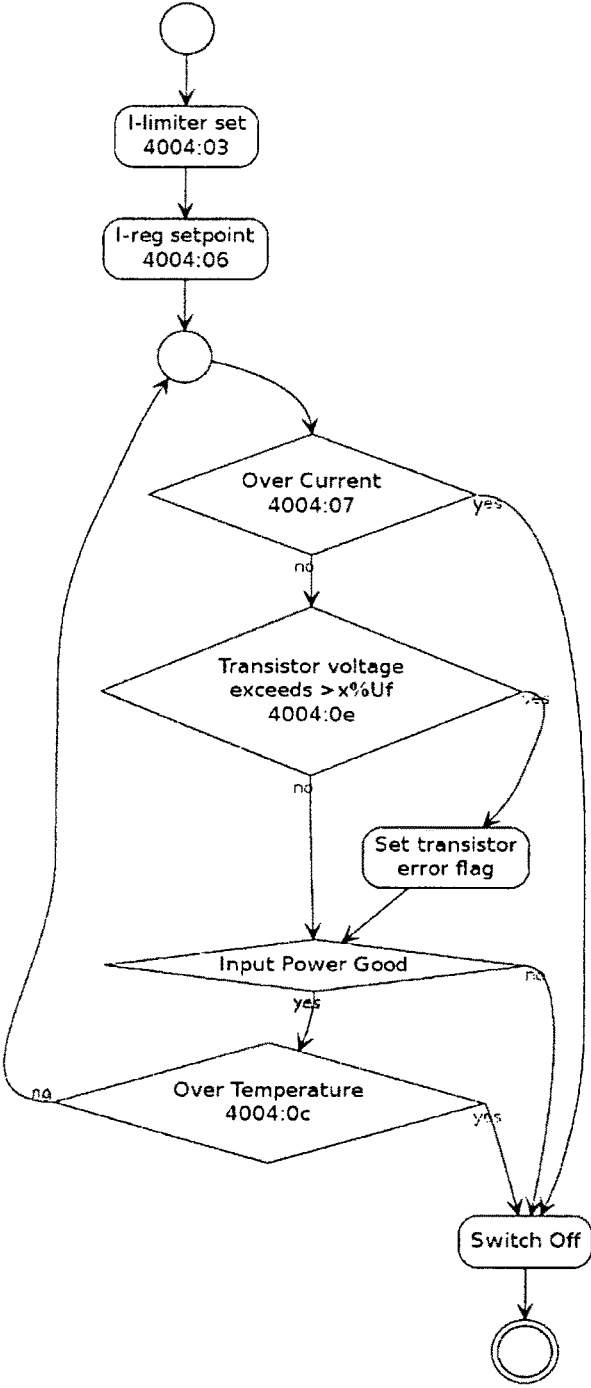 I-limiter set
4004:03
I-reg setpoint
4004:06
Over Current
4004:07
yes
no
Transistor voltage
exceeds >x%Uf
4004:0e
yes
no
Set transistor
error flag
Input Power Good
no
yes
Over Temperature
4004:0c
no
yes
Switch Off